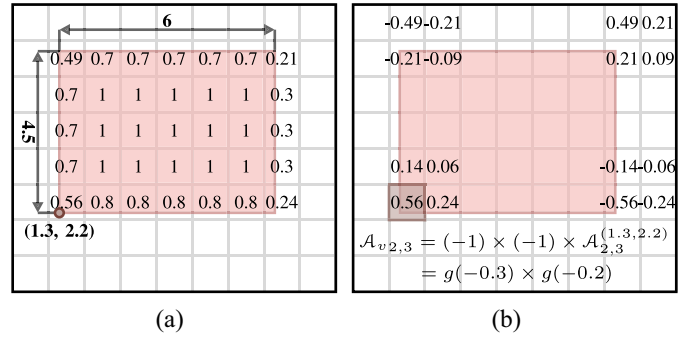 6
-0.49 -0.21 0.49 0.21
0.49 0.7 0.7 0.7 0.7 0.7 0.21
-0.21 -0.09 0.21 0.09
0.7 1 1 1 1 1 0.3
4.5
0.7 1 1 1 1 1 0.3
0.7 1 1 1 1 1 0.3
0.14 0.06 -0.14 -0.06
0.56 0.8 0.8 0.8 0.8 0.8 0.24
0.56 0.24 -0.56 -0.24
(1.3, 2.2)
𝒜_{v2,3} = (−1) × (−1) × 𝒜_{2,3}^{(1.3,2.2)}
= g(−0.3) × g(−0.2)
(a) (b)